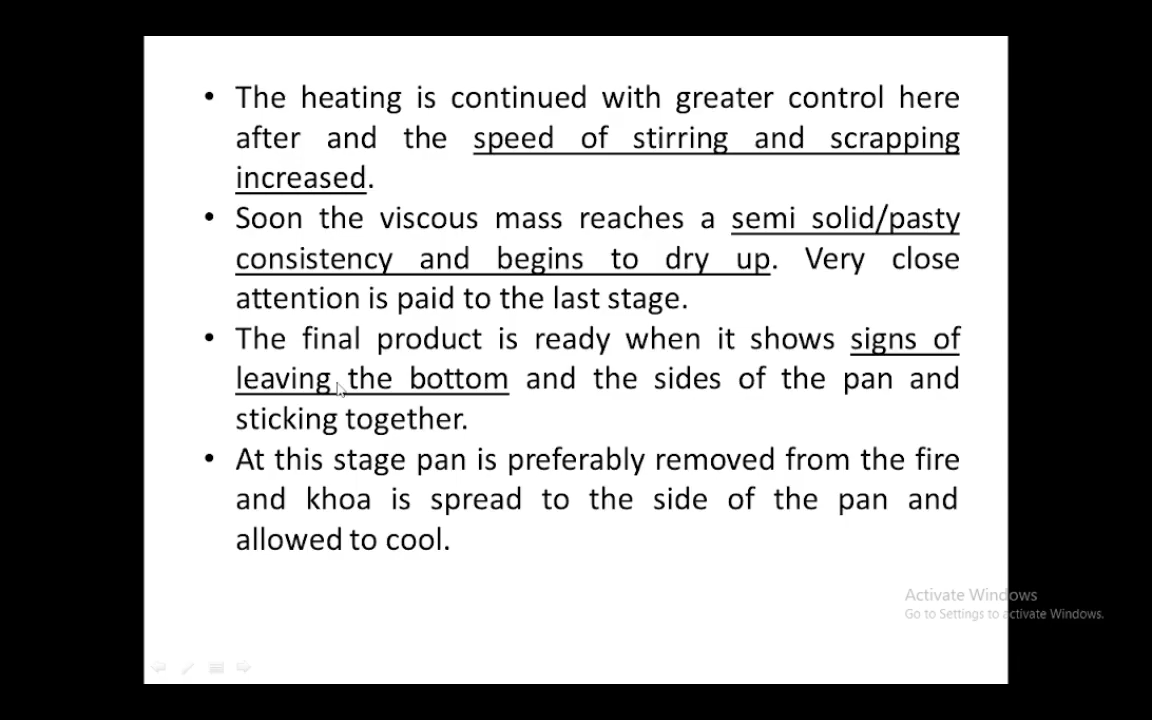 • The heating is continued with greater control here
after and the speed of stirring and scrapping
increased.
• Soon the viscous mass reaches a semi solid/pasty
consistency and begins to dry up. Very close
attention is paid to the last stage.
• The final product is ready when it shows signs of
leaving the bottom and the sides of the pan and
sticking together.
• At this stage pan is preferably removed from the fire
and khoa is spread to the side of the pan and
allowed to cool.
Activate Windows
Go to Settings to activate Windows.